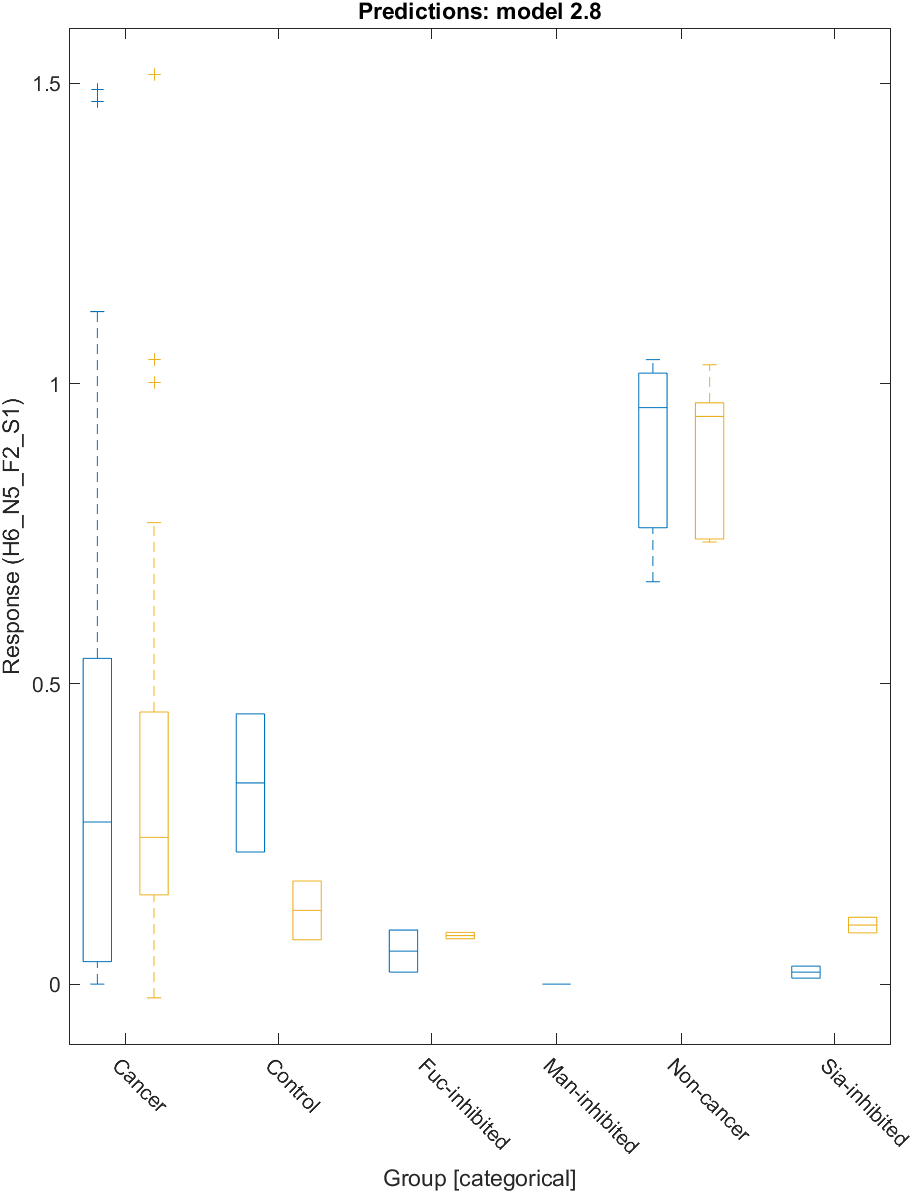 Predictions: model 2.8
1.5
1
0.5
0
Response (H6_N5_F2_S1)
Cancer
Control
Fuc-inhibited
Man-inhibited
Non-cancer
Sia-inhibited
Group [categorical]